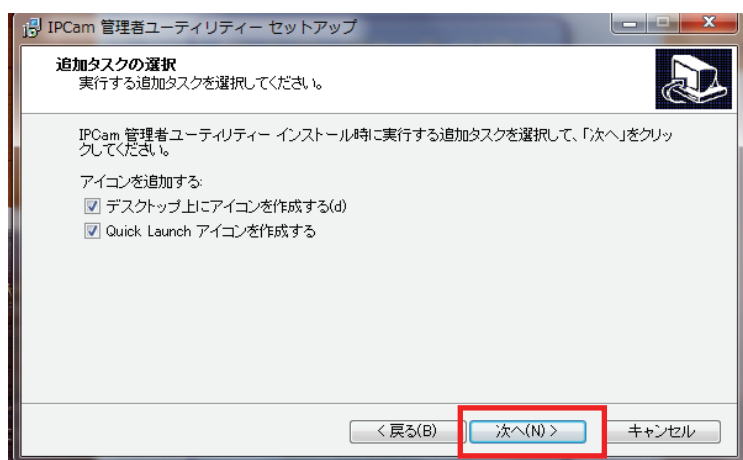 IPCam 管理者ユーティリティー セットアップ
追加タスクの選択
実行する追加タスクを選択してください。
IPCam 管理者ユーティリティー インストール時に実行する追加タスクを選択して、「次へ」をクリッ
クしてください。
アイコンを追加する:
デスクトップ上にアイコンを作成する(d)
Quick Launch アイコンを作成する
< 戻る(B) 次へ(N) > キャンセル